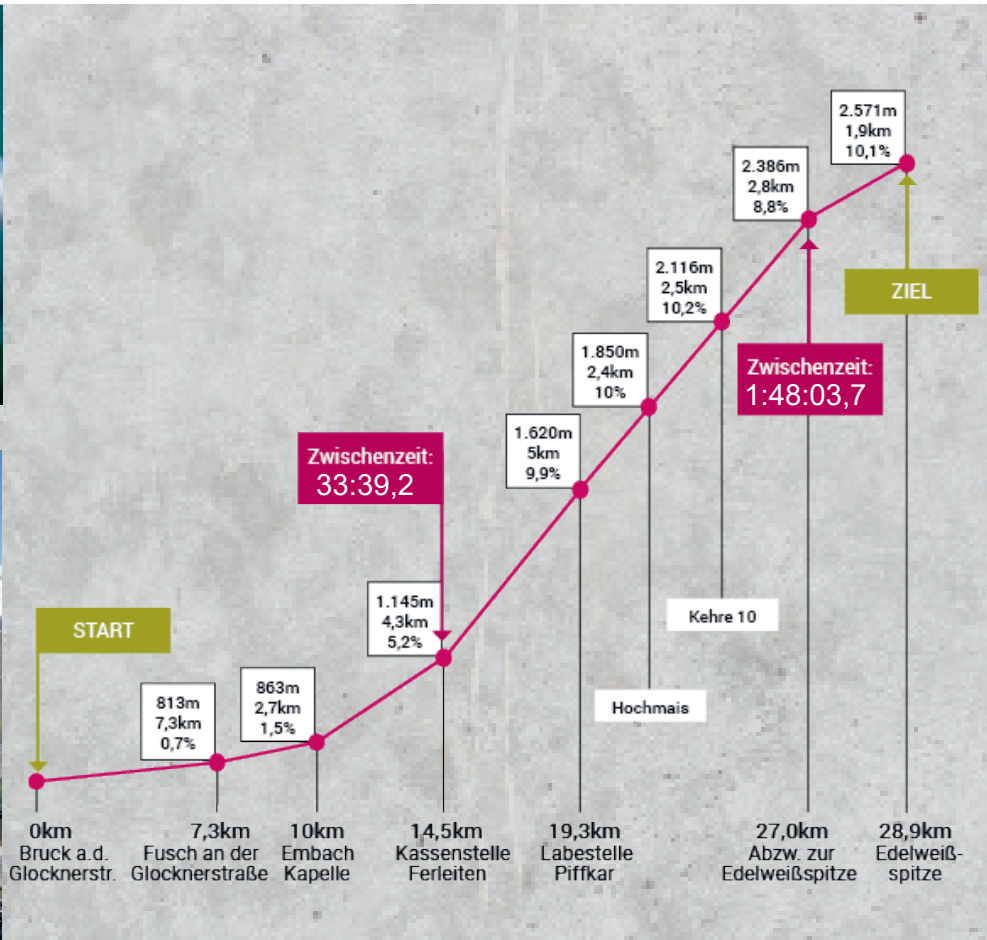 2.571m
1,9km
10,1%
2.386m
2,8km
8,8%
2.116m
2,5km
10,2%
ZIEL
1.850m
2,4km
10%
Zwischenzeit:
1:48:03,7
1.620m
5km
9,9%
Zwischenzeit:
33:39,2
1.145m
4,3km
5,2%
START
Kehre 10
863m
2,7km
1,5%
813m
7,3km
0,7%
Hochmais
0km
Bruck a.d.
Glocknerstr.
7,3km
Fusch an der
Glocknerstraße
10km
Embach
Kapelle
14,5km
Kassenstelle
Ferleiten
19,3km
Labestelle
Piffkar
27,0km
Abzw. zur
Edelweißspitze
28,9km
Edelweiß-
spitze